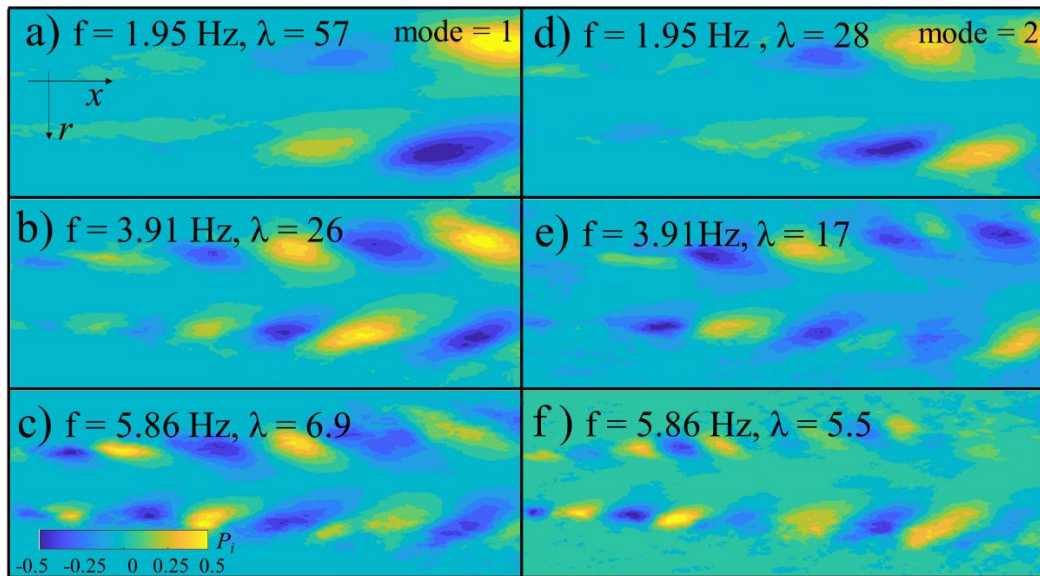 a) f = 1.95 Hz, λ = 57 mode = 1
x
r
b) f = 3.91 Hz, λ = 26
c) f = 5.86 Hz, λ = 6.9
P_i
-0.5 -0.25 0 0.25 0.5
d) f = 1.95 Hz , λ = 28 mode = 2
e) f = 3.91Hz, λ = 17
f ) f = 5.86 Hz, λ = 5.5